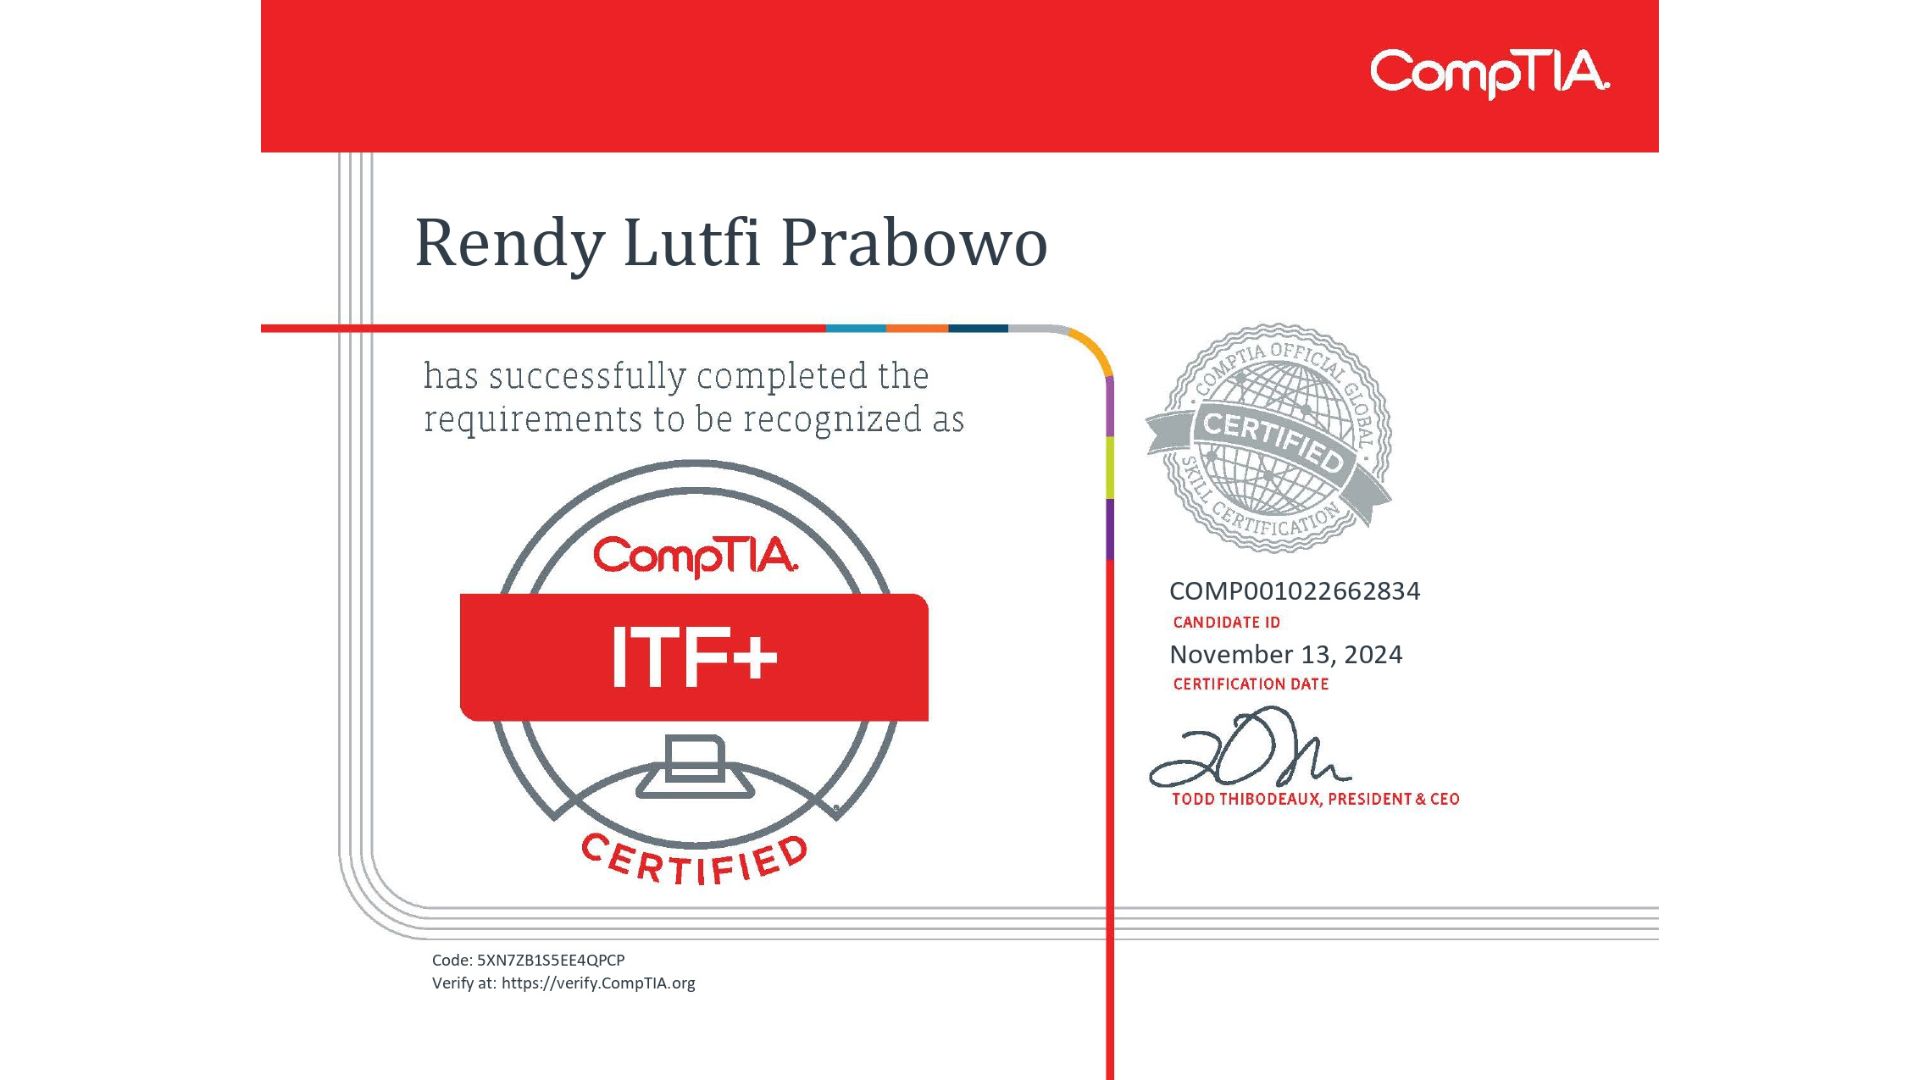 CompTIA.
Rendy Lutfi Prabowo
has successfully completed the
requirements to be recognized as
CompTIA.
ITF+
CERTIFIED
COMPTIA OFFICIAL GLOBAL
CERTIFIED
SKILL CERTIFICATION
COMP001022662834
CANDIDATE ID
November 13, 2024
CERTIFICATION DATE
TODD THIBODEAUX, PRESIDENT & CEO
Code: 5XN7ZB1S5EE4QPCP
Verify at: https://verify.CompTIA.org